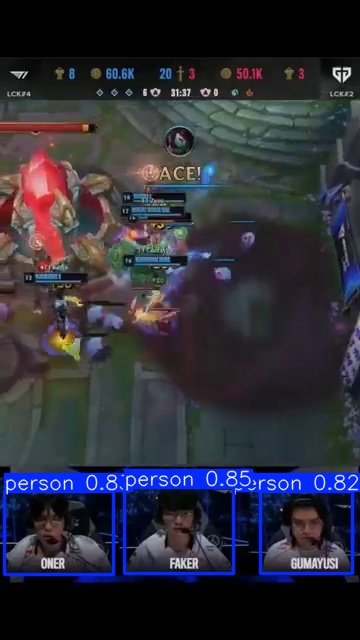 8 60.6K 20 3 50.1K 3
LCK#4 6 31:37 0 LCK#2
ACE!
person 0.8
person 0.85
person 0.82
ONER
FAKER
GUMAYUSI